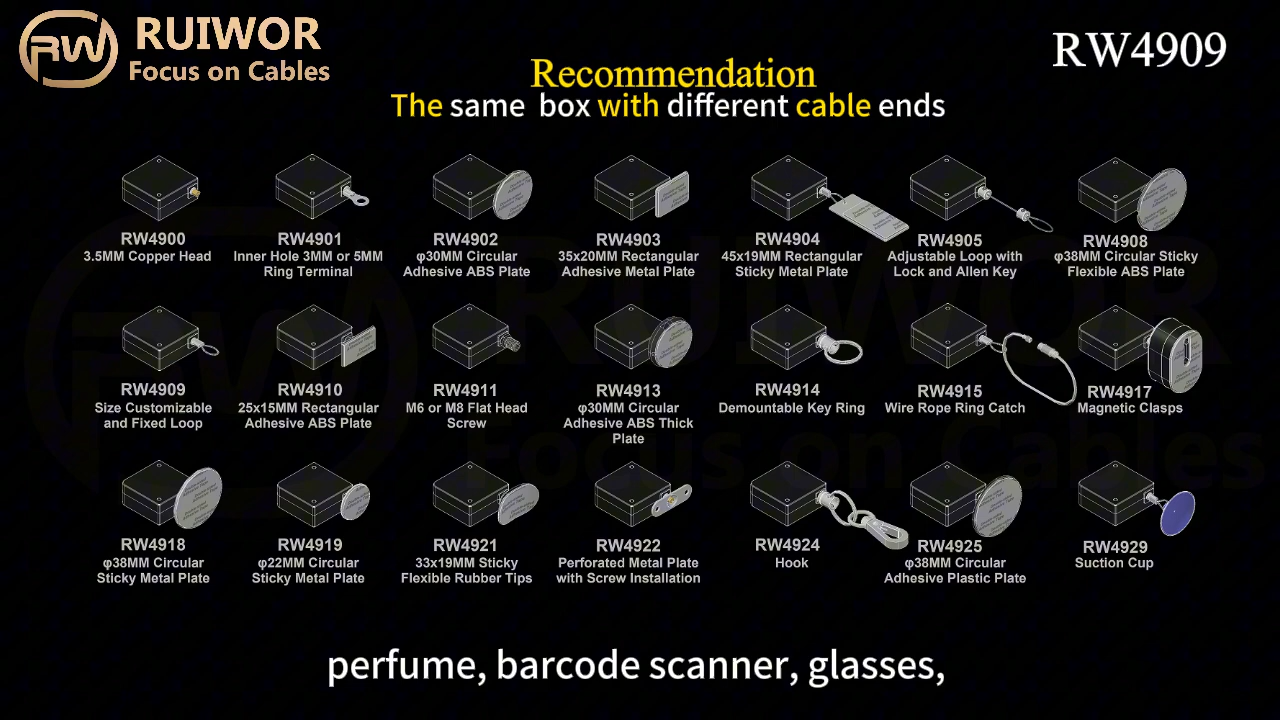 RW
RUIWOR
Focus on Cables
RW4909
Recommendation
The same box with different cable ends
RW4900
3.5MM Copper Head
RW4901
Inner Hole 3MM or 5MM
Ring Terminal
RW4902
φ30MM Circular
Adhesive ABS Plate
RW4903
35x20MM Rectangular
Adhesive Metal Plate
RW4904
45x19MM Rectangular
Sticky Metal Plate
RW4905
Adjustable Loop with
Lock and Allen Key
RW4908
φ38MM Circular Sticky
Flexible ABS Plate
RW4909
Size Customizable
and Fixed Loop
RW4910
25x15MM Rectangular
Adhesive ABS Plate
RW4911
M6 or M8 Flat Head
Screw
RW4913
φ30MM Circular
Adhesive ABS Thick
Plate
RW4914
Demountable Key Ring
RW4915
Wire Rope Ring Catch
RW4917
Magnetic Clasps
RW4918
φ38MM Circular
Sticky Metal Plate
RW4919
φ22MM Circular
Sticky Metal Plate
RW4921
33x19MM Sticky
Flexible Rubber Tips
RW4922
Perforated Metal Plate
with Screw Installation
RW4924
Hook
RW4925
φ38MM Circular
Adhesive Plastic Plate
RW4929
Suction Cup
RUIWOR
Focus on Cables
perfume, barcode scanner, glasses,